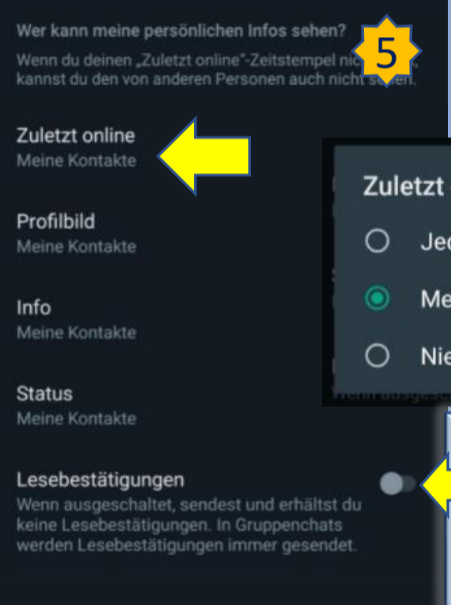 Wer kann meine persönlichen Infos sehen?
5
Wenn du deinen „Zuletzt online“-Zeitstempel
kannst du den von anderen Personen auch nicht
Zuletzt online
Meine Kontakte
Profilbild
Meine Kontakte
Info
Meine Kontakte
Status
Meine Kontakte
Lesebestätigungen
Wenn ausgeschaltet, sendest und erhältst du
keine Lesebestätigungen. In Gruppenchats
werden Lesebestätigungen immer gesendet.
Zuletzt